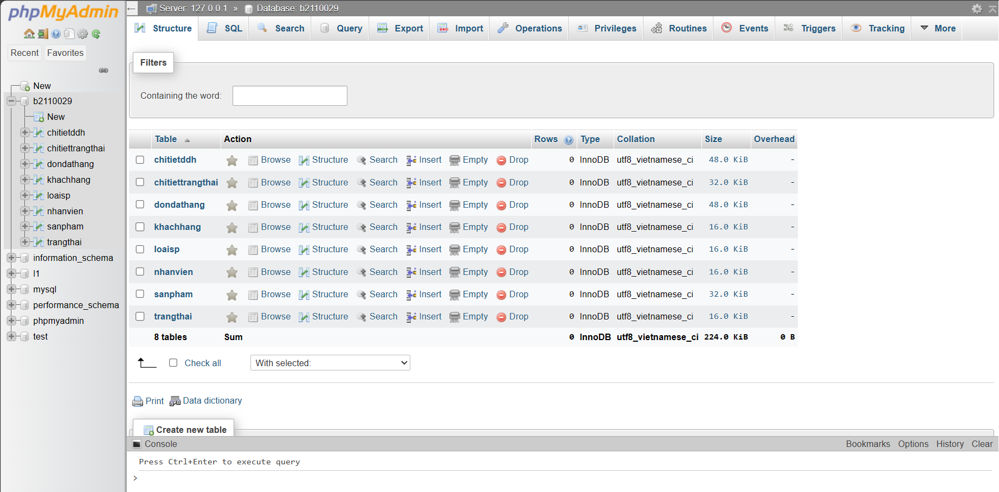 phpMyAdmin
Recent Favorites
New
b2110029
New
chitietddh
chitiettrangthai
dondathang
khachhang
loaisp
nhanvien
sanpham
trangthai
information_schema
l1
mysql
performance_schema
phpmyadmin
test
Server: 127.0.0.1 » Database: b2110029
Structure SQL Search Query Export Import Operations Privileges Routines Events Triggers Tracking More
Filters
Containing the word:
Table Action Rows Type Collation Size Overhead
chitietddh Browse Structure Search Insert Empty Drop 0 InnoDB utf8_vietnamese_ci 48.0 KiB -
chitiettrangthai Browse Structure Search Insert Empty Drop 0 InnoDB utf8_vietnamese_ci 32.0 KiB -
dondathang Browse Structure Search Insert Empty Drop 0 InnoDB utf8_vietnamese_ci 48.0 KiB -
khachhang Browse Structure Search Insert Empty Drop 0 InnoDB utf8_vietnamese_ci 16.0 KiB -
loaisp Browse Structure Search Insert Empty Drop 0 InnoDB utf8_vietnamese_ci 16.0 KiB -
nhanvien Browse Structure Search Insert Empty Drop 0 InnoDB utf8_vietnamese_ci 16.0 KiB -
sanpham Browse Structure Search Insert Empty Drop 0 InnoDB utf8_vietnamese_ci 32.0 KiB -
trangthai Browse Structure Search Insert Empty Drop 0 InnoDB utf8_vietnamese_ci 16.0 KiB -
8 tables Sum 0 InnoDB utf8_vietnamese_ci 224.0 KiB 0 B
Check all With selected:
Print Data dictionary
Create new table
Console Bookmarks Options History Clear
Press Ctrl+Enter to execute query
>